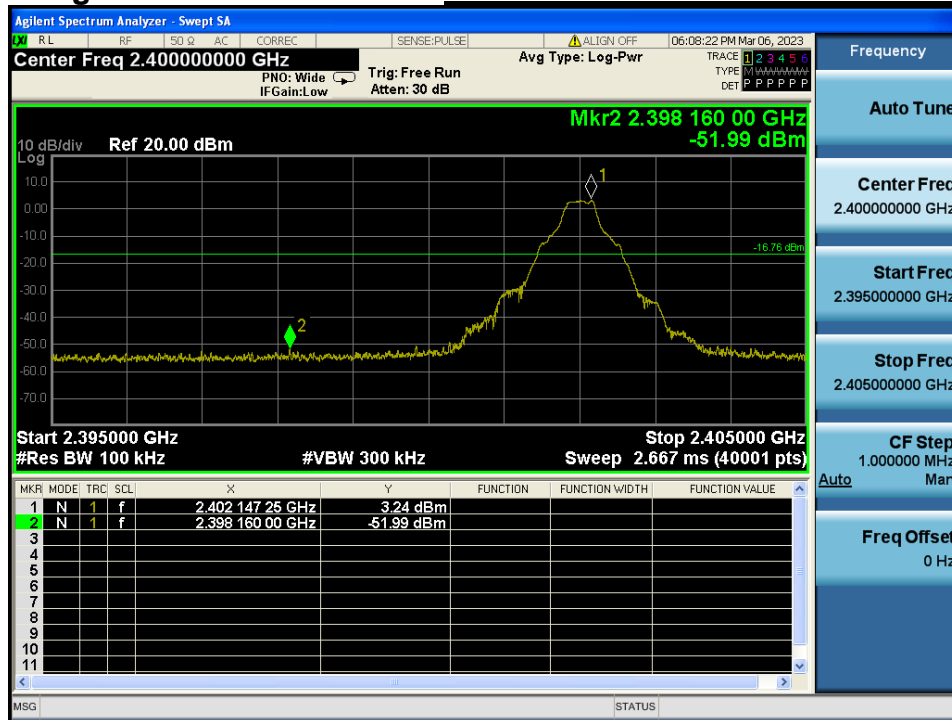 Agilent Spectrum Analyzer - Swept SA
LXI RL RF 50 Ω AC CORREC SENSE:PULSE ALIGN OFF 06:08:22 PM Mar 06, 2023
Center Freq 2.400000000 GHz
PNO: Wide
IFGain:Low
Trig: Free Run
Atten: 30 dB
Avg Type: Log-Pwr
TRACE 1 2 3 4 5 6
TYPE M
DET P P P P P P
Mkr2 2.398 160 00 GHz
-51.99 dBm
10 dB/div Ref 20.00 dBm
Log
10.0
0.00
-10.0
-20.0
-30.0
-40.0
-50.0
-60.0
-70.0
1
-16.76 dBm
2
Start 2.395000 GHz Stop 2.405000 GHz
#Res BW 100 kHz #VBW 300 kHz Sweep 2.667 ms (40001 pts)
MKR MODE TRC SCL X Y FUNCTION FUNCTION WIDTH FUNCTION VALUE
1 N 1 f 2.402 147 25 GHz 3.24 dBm
2 N 1 f 2.398 160 00 GHz -51.99 dBm
3
4
5
6
7
8
9
10
11
MSG STATUS
Frequency
Auto Tune
Center Freq
2.400000000 GHz
Start Freq
2.395000000 GHz
Stop Freq
2.405000000 GHz
CF Step
1.000000 MHz
Auto Man
Freq Offset
0 Hz